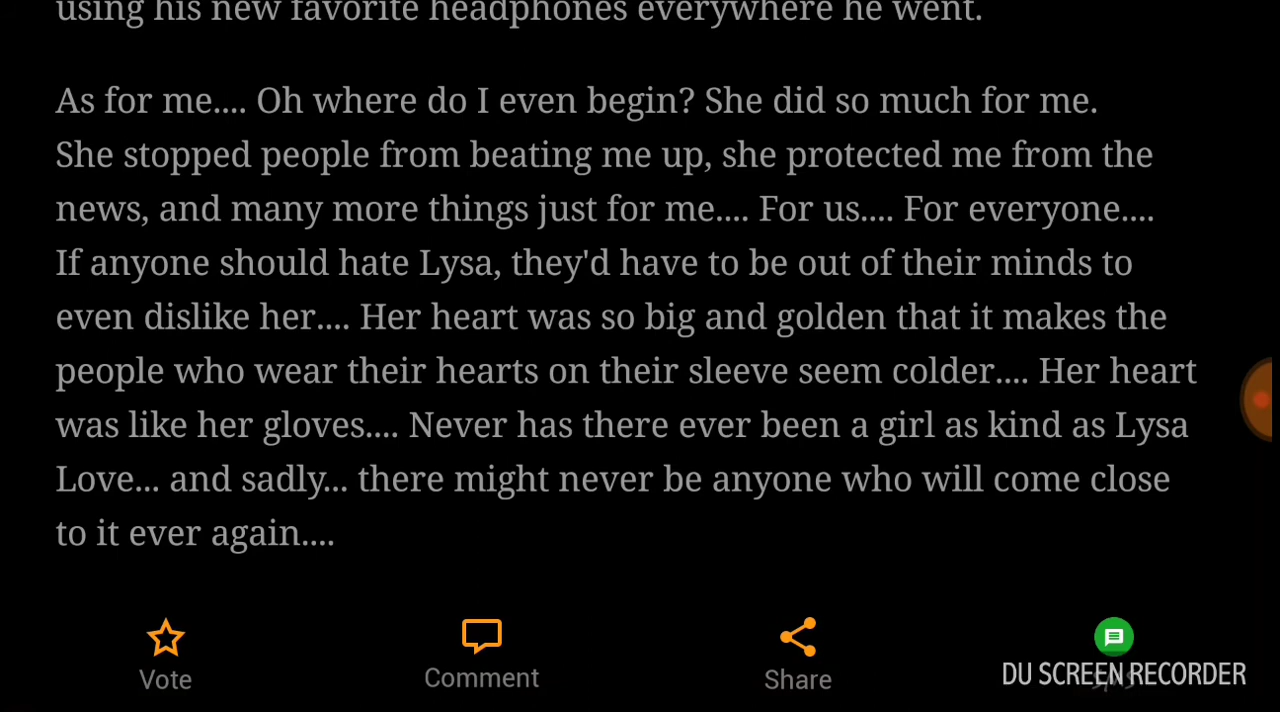 using his new favorite headphones everywhere he went.
As for me.... Oh where do I even begin? She did so much for me.
She stopped people from beating me up, she protected me from the
news, and many more things just for me.... For us.... For everyone....
If anyone should hate Lysa, they'd have to be out of their minds to
even dislike her.... Her heart was so big and golden that it makes the
people who wear their hearts on their sleeve seem colder.... Her heart
was like her gloves.... Never has there ever been a girl as kind as Lysa
Love... and sadly... there might never be anyone who will come close
to it ever again....
Vote
Comment
Share
DU SCREEN RECORDER